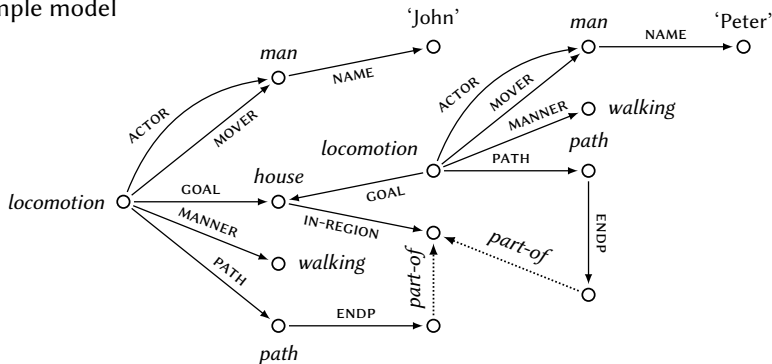 mple model
'John'
man
NAME
ACTOR
MOVER
man
NAME
'Peter'
ACTOR
MOVER
MANNER
walking
locomotion
PATH
path
GOAL
ENDP
locomotion
GOAL
house
IN-REGION
MANNER
walking
PATH
path
ENDP
part-of
part-of